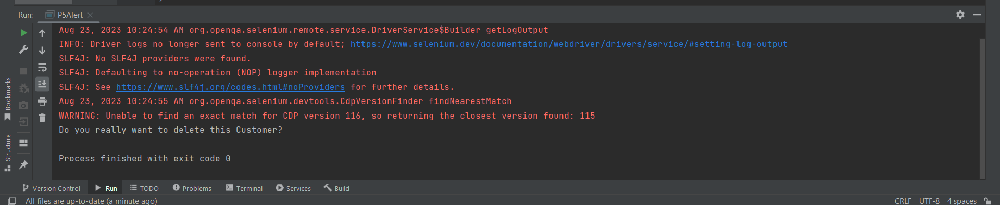 Run: P5Alert
Aug 23, 2023 10:24:54 AM org.openqa.selenium.remote.service.DriverService$Builder getLogOutput
INFO: Driver logs no longer sent to console by default; https://www.selenium.dev/documentation/webdriver/drivers/service/#setting-log-output
SLF4J: No SLF4J providers were found.
SLF4J: Defaulting to no-operation (NOP) logger implementation
SLF4J: See https://www.slf4j.org/codes.html#noProviders for further details.
Aug 23, 2023 10:24:55 AM org.openqa.selenium.devtools.CdpVersionFinder findNearestMatch
WARNING: Unable to find an exact match for CDP version 116, so returning the closest version found: 115
Do you really want to delete this Customer?
Process finished with exit code 0
Bookmarks
Structure
Version Control Run TODO Problems Terminal Services Build
All files are up-to-date (a minute ago) CRLF UTF-8 4 spaces